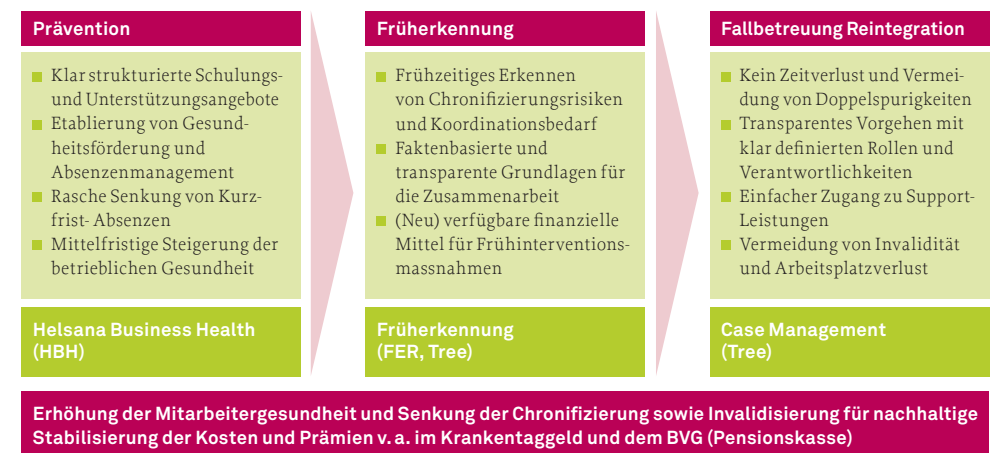 Prävention
Klar strukturierte Schulungs-
und Unterstützungsangebote
Etablierung von Gesund-
heitsförderung und
Absenzenmanagement
Rasche Senkung von Kurz-
frist- Absenzen
Mittelfristige Steigerung der
betrieblichen Gesundheit
Helsana Business Health
(HBH)
Früherkennung
Frühzeitiges Erkennen
von Chronifizierungsrisiken
und Koordinationsbedarf
Faktenbasierte und
transparente Grundlagen für
die Zusammenarbeit
(Neu) verfügbare finanzielle
Mittel für Frühinterventions-
massnahmen
Früherkennung
(FER, Tree)
Fallbetreuung Reintegration
Kein Zeitverlust und Vermei-
dung von Doppelspurigkeiten
Transparentes Vorgehen mit
klar definierten Rollen und
Verantwortlichkeiten
Einfacher Zugang zu Support-
Leistungen
Vermeidung von Invalidität
und Arbeitsplatzverlust
Case Management
(Tree)
Erhöhung der Mitarbeitergesundheit und Senkung der Chronifizierung sowie Invalidisierung für nachhaltige
Stabilisierung der Kosten und Prämien v. a. im Krankentaggeld und dem BVG (Pensionskasse)